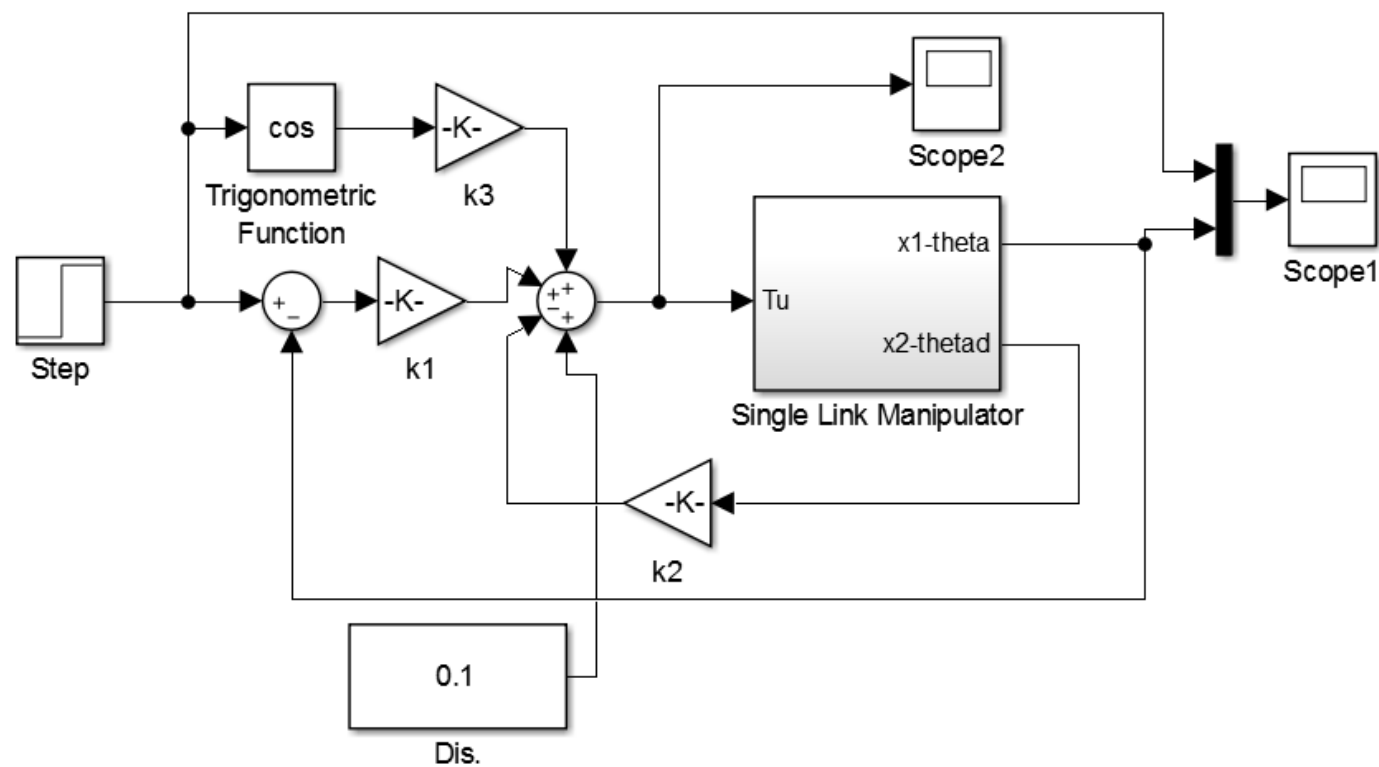 Scope2
cos
-K-
Trigonometric
Function
k3
Scope1
x1-theta
Tu
x2-thetad
Single Link Manipulator
Step
+
−
-K-
k1
+
+
−
+
-K-
k2
0.1
Dis.